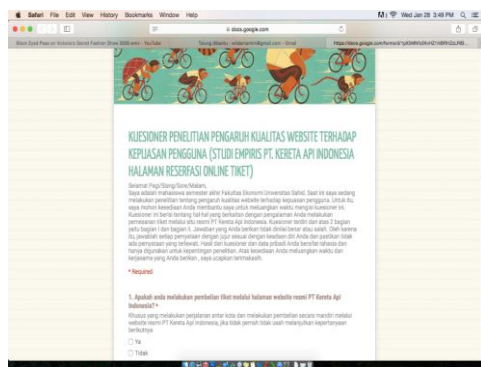 Safari File Edit View History Bookmarks Window Help
Wed Jan 28 3:49 PM
docs.google.com
KUESIONER PENELITIAN PENGARUH KUALITAS WEBSITE TERHADAP
KEPUASAN PENGGUNA (STUDI EMPIRIS PT. KERETA API INDONESIA
HALAMAN RESERFASI ONLINE TIKET)
Selamat Pagi/Siang/Sore/Malam,
Saya adalah mahasiswa semester akhir Fakultas Ekonomi Universitas Bakti. Saat ini saya sedang
melakukan penelitian tentang pengaruh kualitas website terhadap kepuasan pengguna. Untuk itu,
saya mohon kesediaan Anda membantu saya untuk meluangkan waktu mengisi kuesioner ini.
Kuesioner ini berisi tentang hal-hal yang berkaitan dengan pengalaman Anda melakukan
pemesanan tiket melalui situs resmi PT Kereta Api Indonesia. Kuesioner terdiri dari atas 2 bagian
yaitu bagian I dan bagian II. Jawaban yang Anda berikan tidak dinilai benar atau salah. Oleh karena
itu, jawablah setiap pernyataan dengan jujur sesuai dengan keadaan diri Anda dan pastikan tidak
ada pernyataan yang terlewat. Hasil dari kuesioner dan data pribadi Anda bersifat rahasia dan
hanya digunakan untuk kepentingan penelitian. Atas kesediaan Anda meluangkan waktu dan
kerjasama yang Anda berikan, saya ucapkan terimakasih.
* Required
1. Apakah anda melakukan pembelian tiket melalui halaman website resmi PT Kereta Api
Indonesia? *
Khusus yang melakukan perjalanan antar kota dan melakukan pembelian secara mandiri melalui
website resmi PT Kereta Api Indonesia, jika tidak pernah tidak usah melanjutkan kepertanyaan
berikutnya
Ya
Tidak